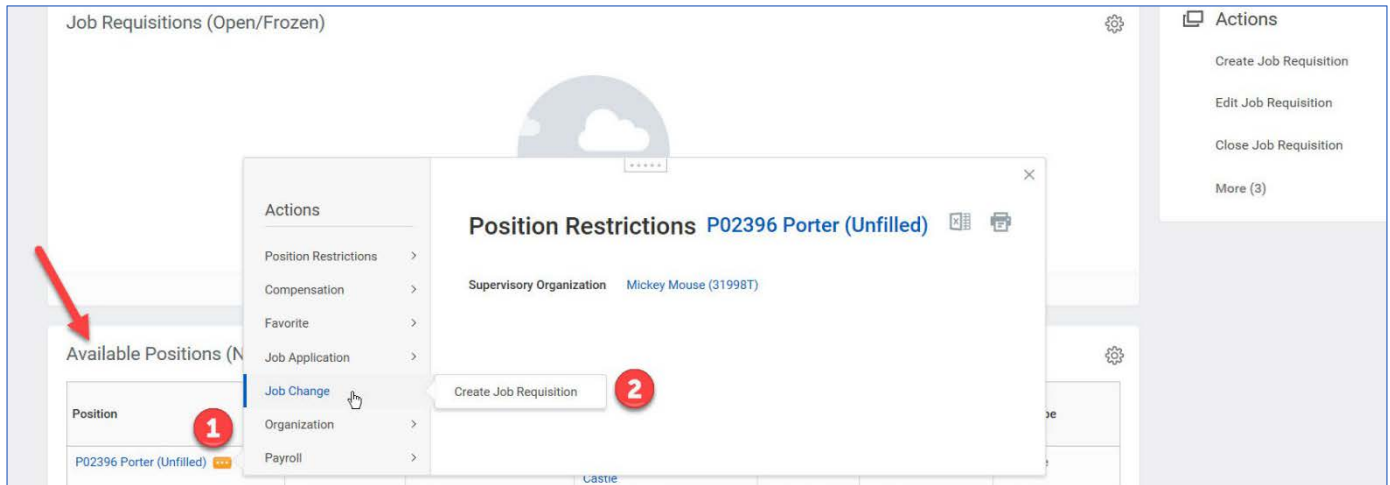 Job Requisitions (Open/Frozen)
Actions
Create Job Requisition
Edit Job Requisition
Close Job Requisition
More (3)
Actions
Position Restrictions
Compensation
Favorite
Job Application
Job Change
Organization
Payroll
Position Restrictions P02396 Porter (Unfilled)
Supervisory Organization Mickey Mouse (31998T)
Create Job Requisition
2
Available Positions (N
Position
1
P02396 Porter (Unfilled)
Castle